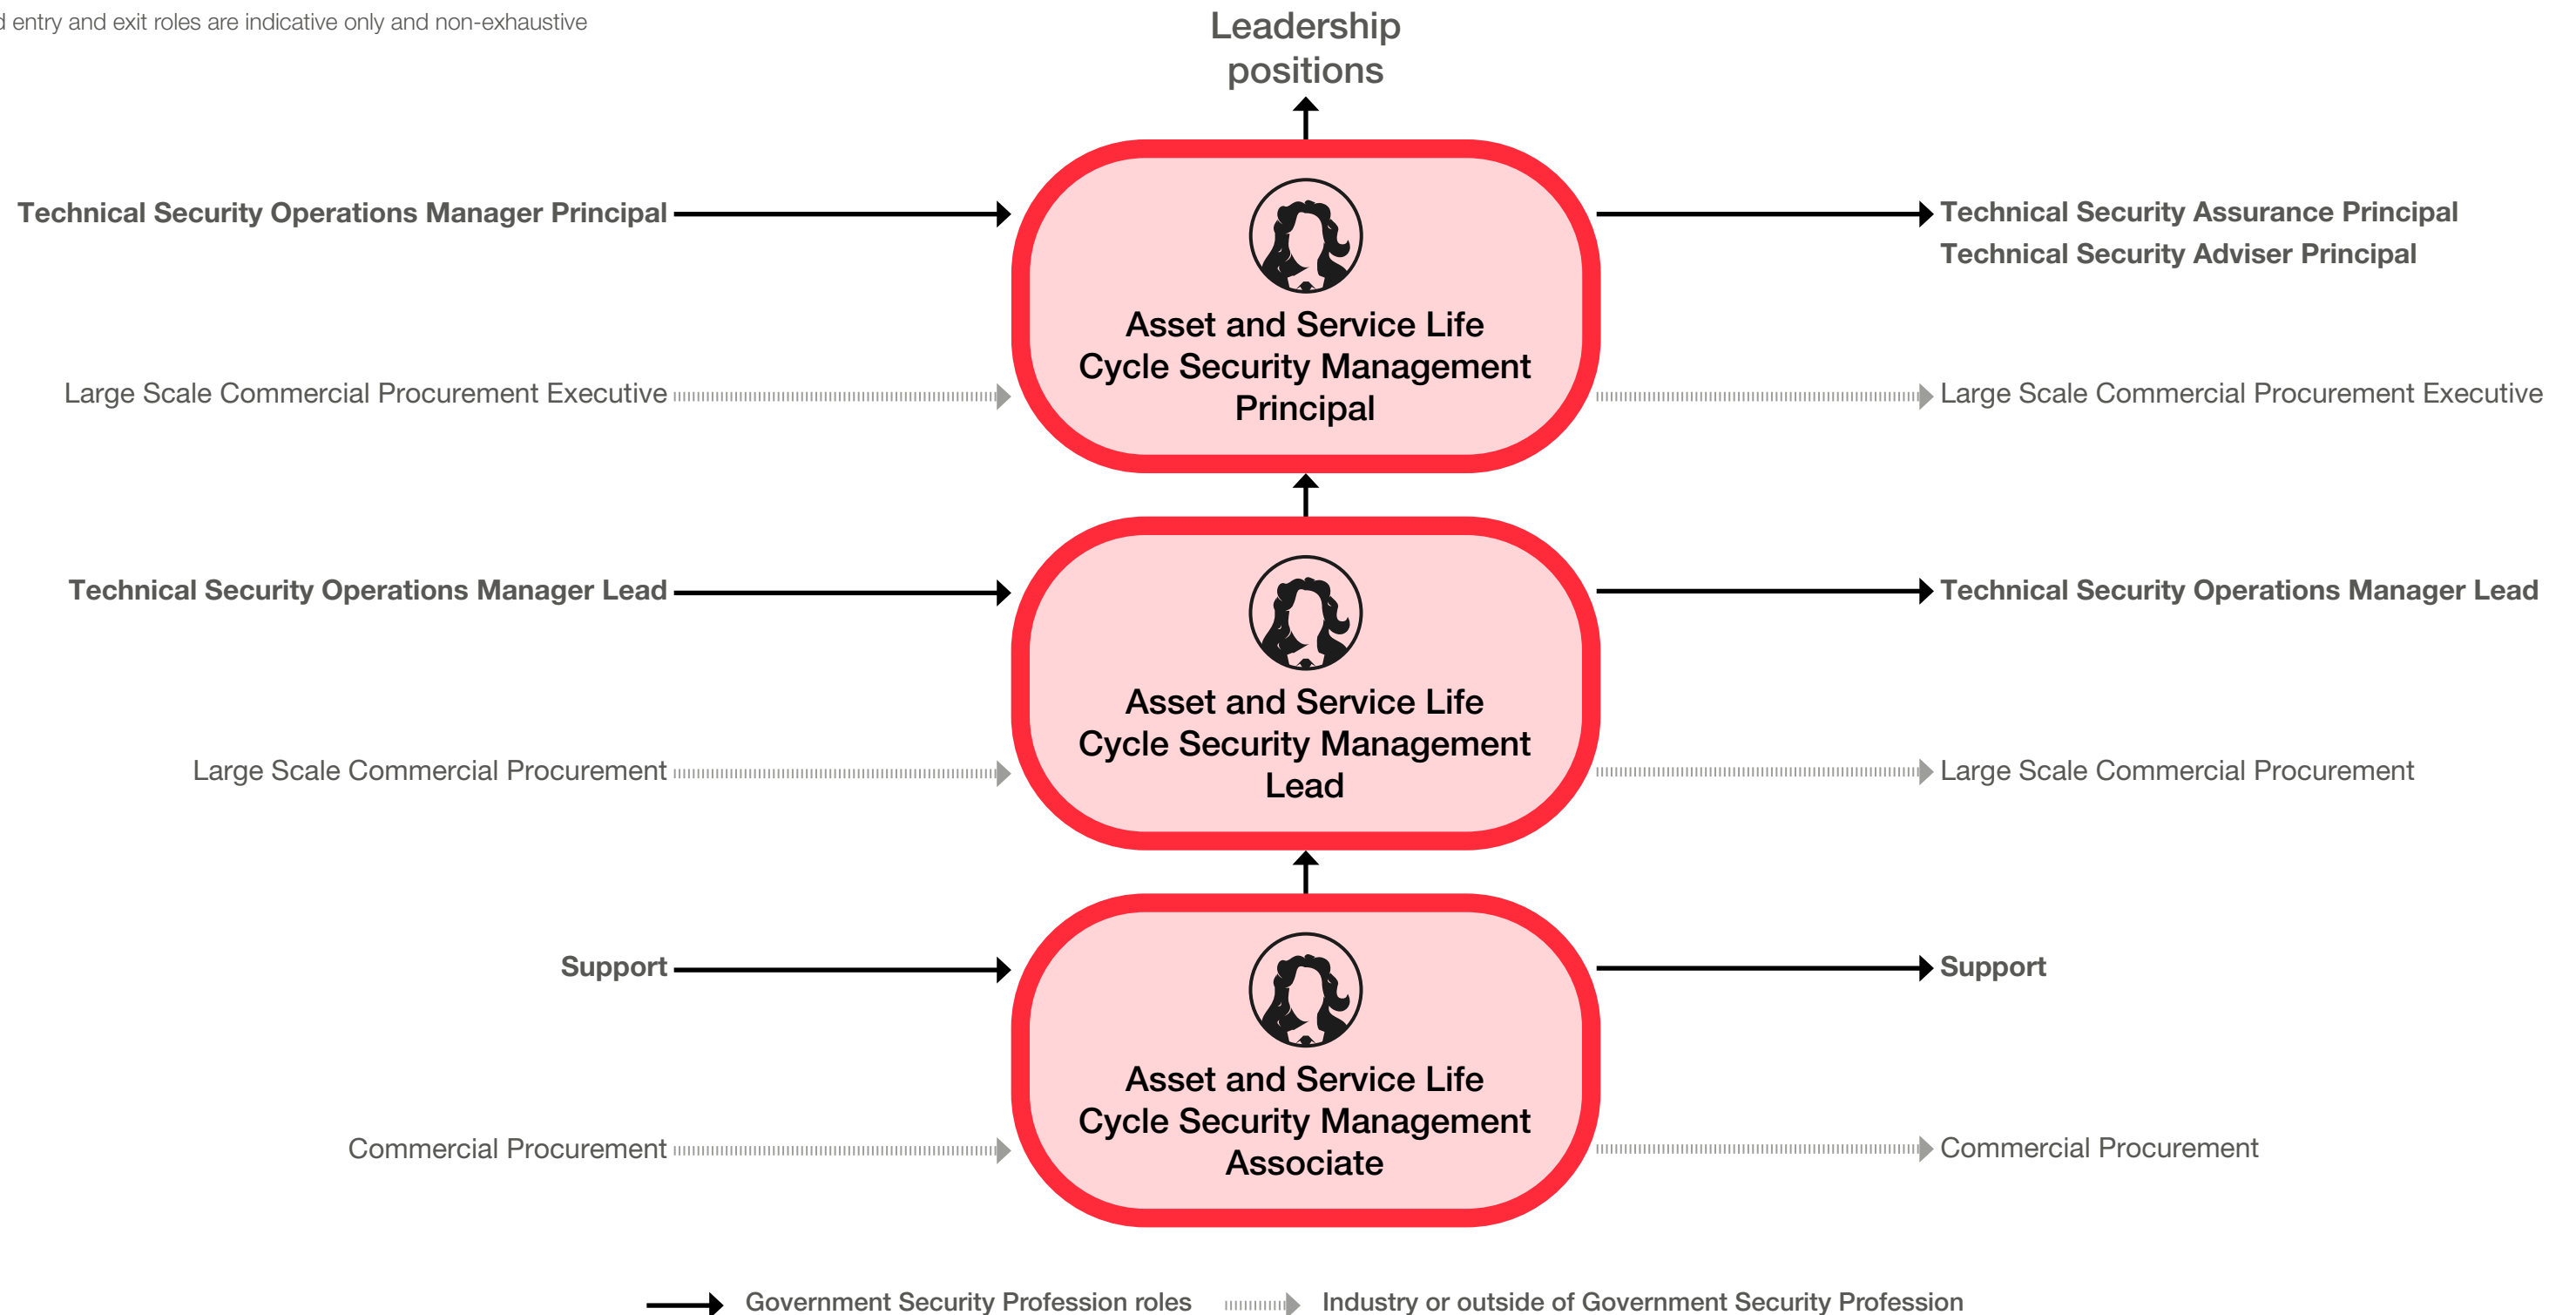 entry and exit roles are indicative only and non-exhaustive
Leadership
positions
Technical Security Operations Manager Principal
Asset and Service Life
Cycle Security Management
Principal
Technical Security Assurance Principal
Technical Security Adviser Principal
Large Scale Commercial Procurement Executive
Large Scale Commercial Procurement Executive
Technical Security Operations Manager Lead
Asset and Service Life
Cycle Security Management
Lead
Technical Security Operations Manager Lead
Large Scale Commercial Procurement
Large Scale Commercial Procurement
Support
Asset and Service Life
Cycle Security Management
Associate
Support
Commercial Procurement
Commercial Procurement
Government Security Profession roles
Industry or outside of Government Security Profession